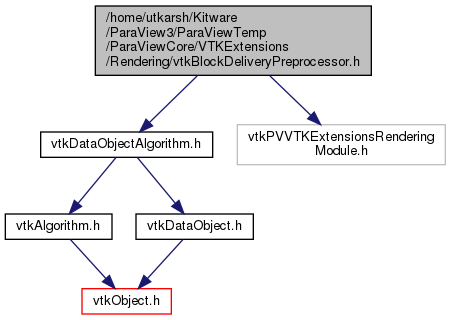 /home/utkarsh/Kitware
/ParaView3/ParaViewTemp
/ParaViewCore/VTKExtensions
/Rendering/vtkBlockDeliveryPreprocessor.h
vtkDataObjectAlgorithm.h
vtkPVVTKExtensionsRendering
Module.h
vtkAlgorithm.h
vtkDataObject.h
vtkObject.h